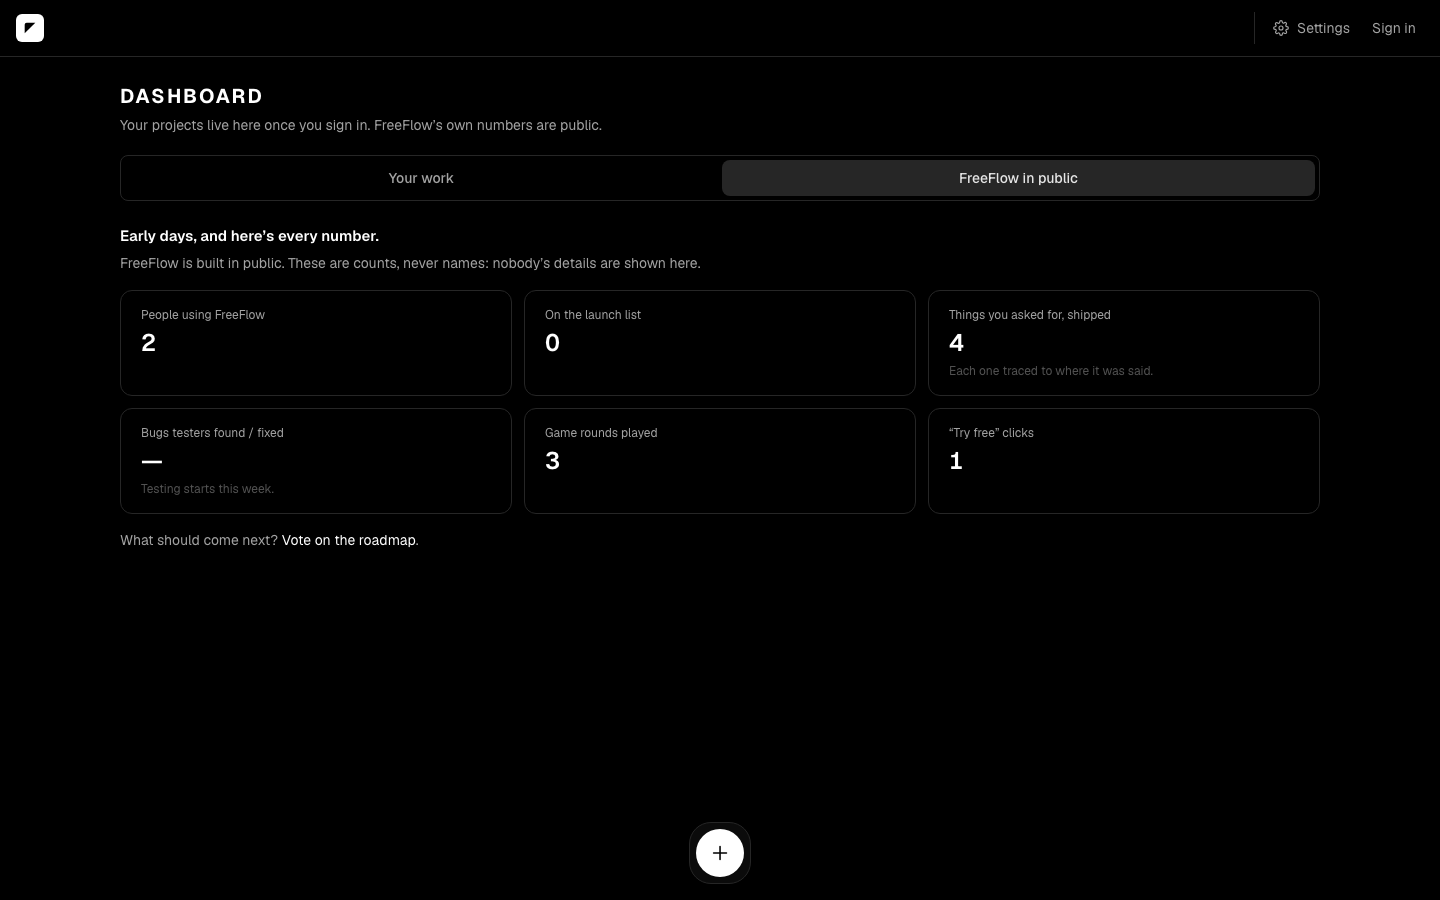 Settings
Sign in
DASHBOARD
Your projects live here once you sign in. FreeFlow’s own numbers are public.
Your work
FreeFlow in public
Early days, and here’s every number.
FreeFlow is built in public. These are counts, never names: nobody’s details are shown here.
People using FreeFlow
2
On the launch list
0
Things you asked for, shipped
4
Each one traced to where it was said.
Bugs testers found / fixed
—
Testing starts this week.
Game rounds played
3
“Try free” clicks
1
What should come next? Vote on the roadmap.